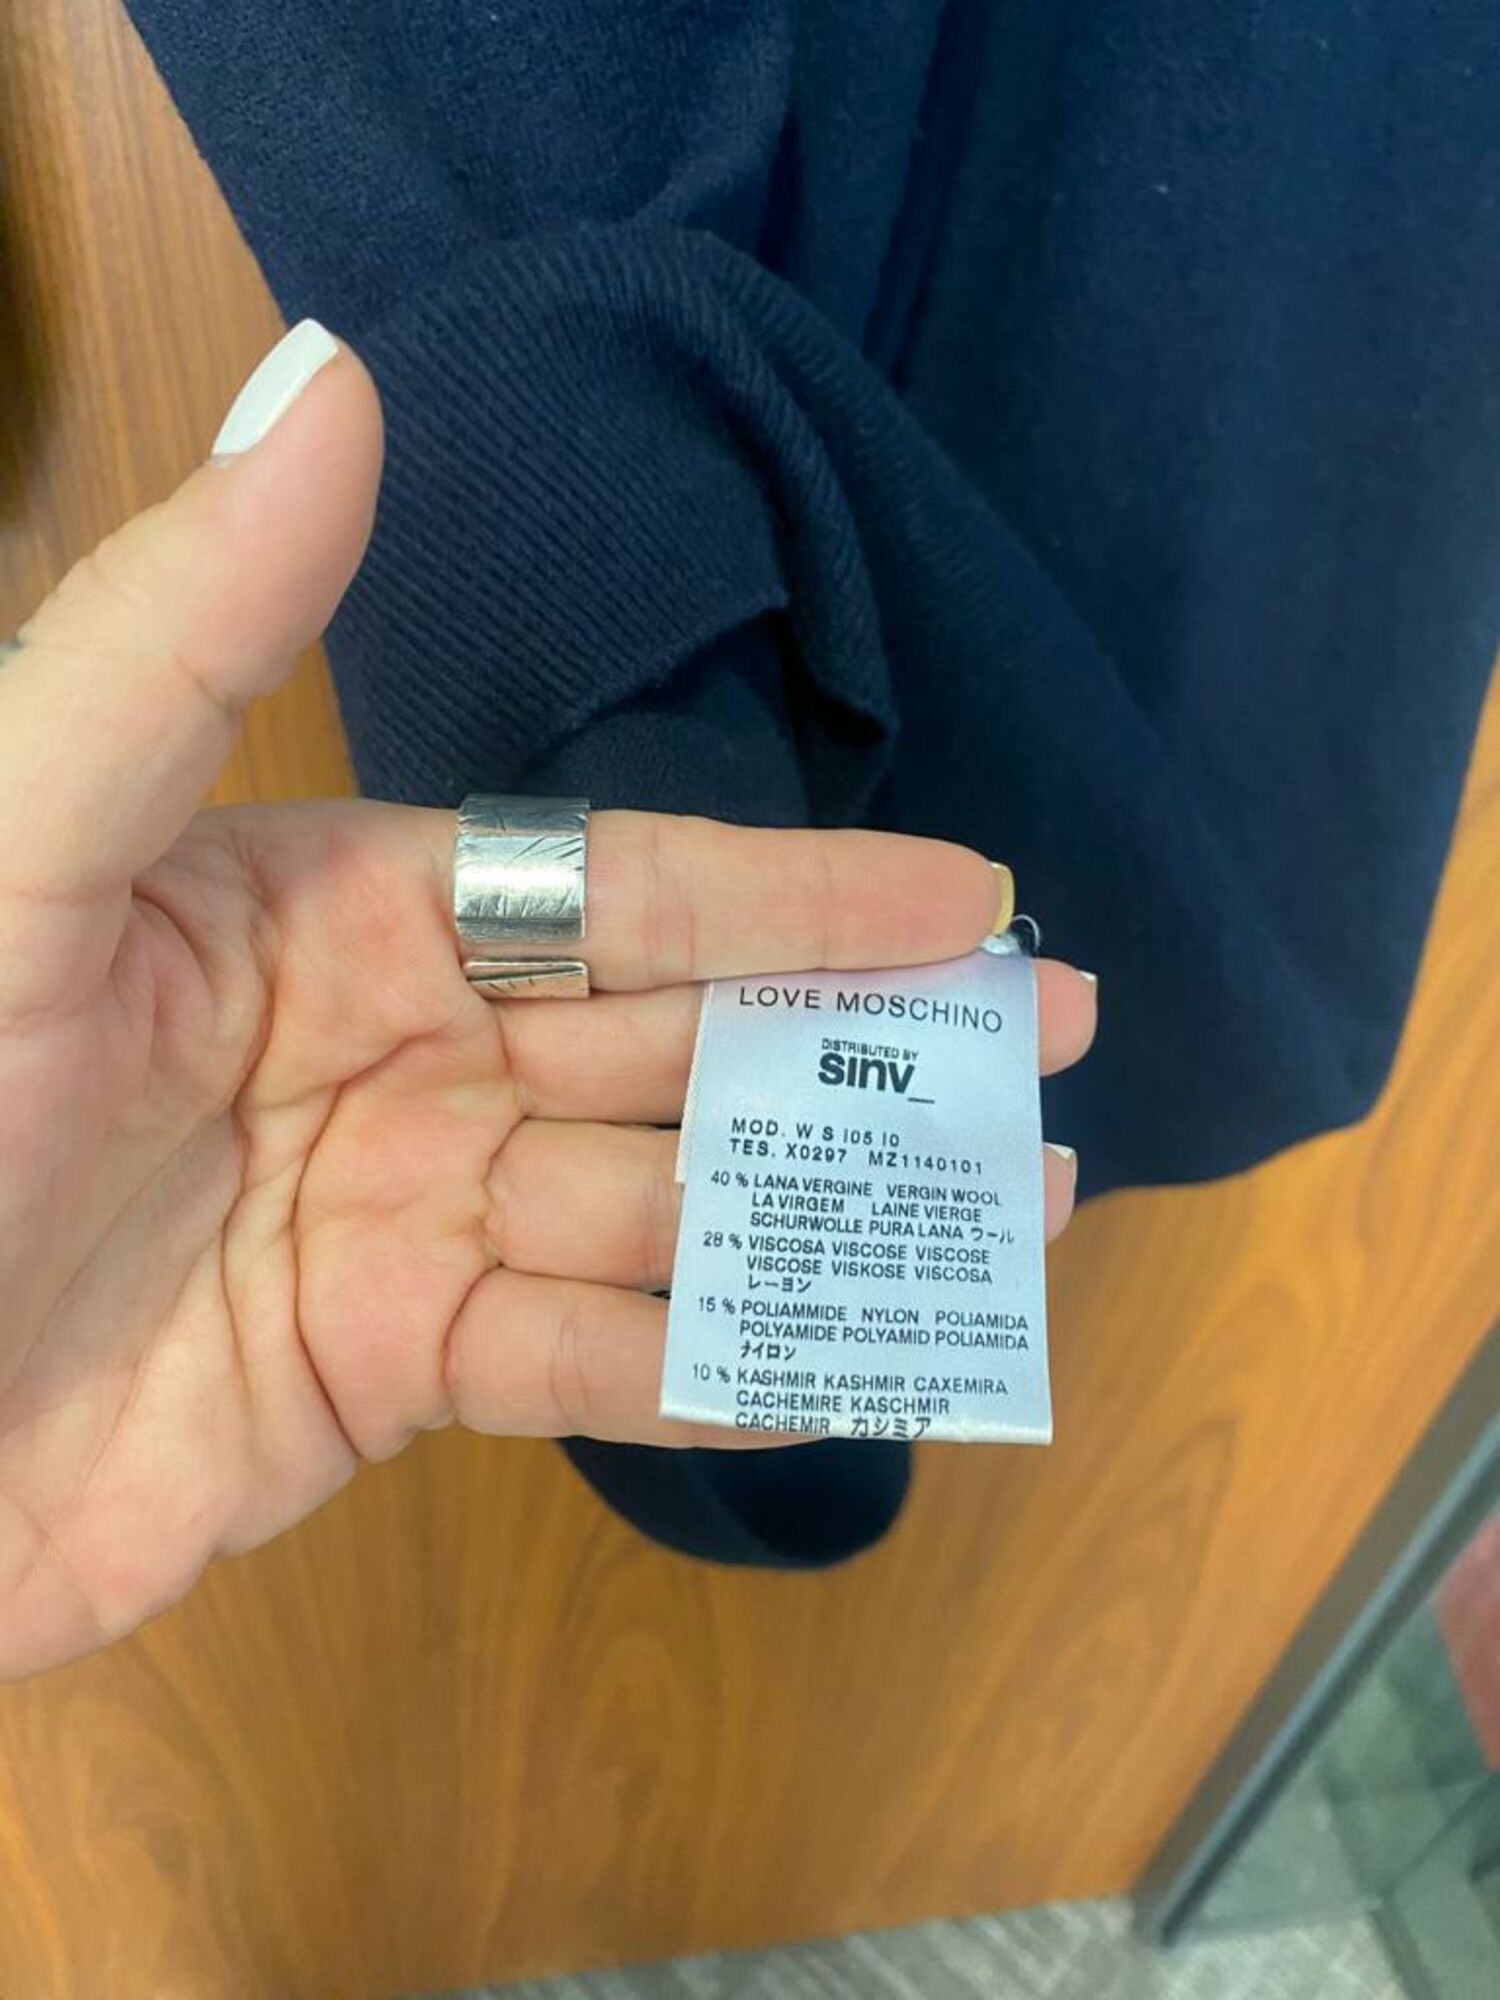 LOVE MOSCHINO
DISTRIBUTED BY
sinv_
MOD. W S I05 I0
TES. X0297 MZ1140101
40 % LANA VERGINE VERGIN WOOL
LA VIRGEM LAINE VIERGE
SCHURWOLLE PURA LANA ウール
28 % VISCOSA VISCOSE VISCOSE
VISCOSE VISKOSE VISCOSA
レーヨン
15 % POLIAMMIDE NYLON POLIAMIDA
POLYAMIDE POLYAMID POLIAMIDA
ナイロン
10 % KASHMIR KASHMIR CAXEMIRA
CACHEMIRE KASCHMIR
CACHEMIR カシミア